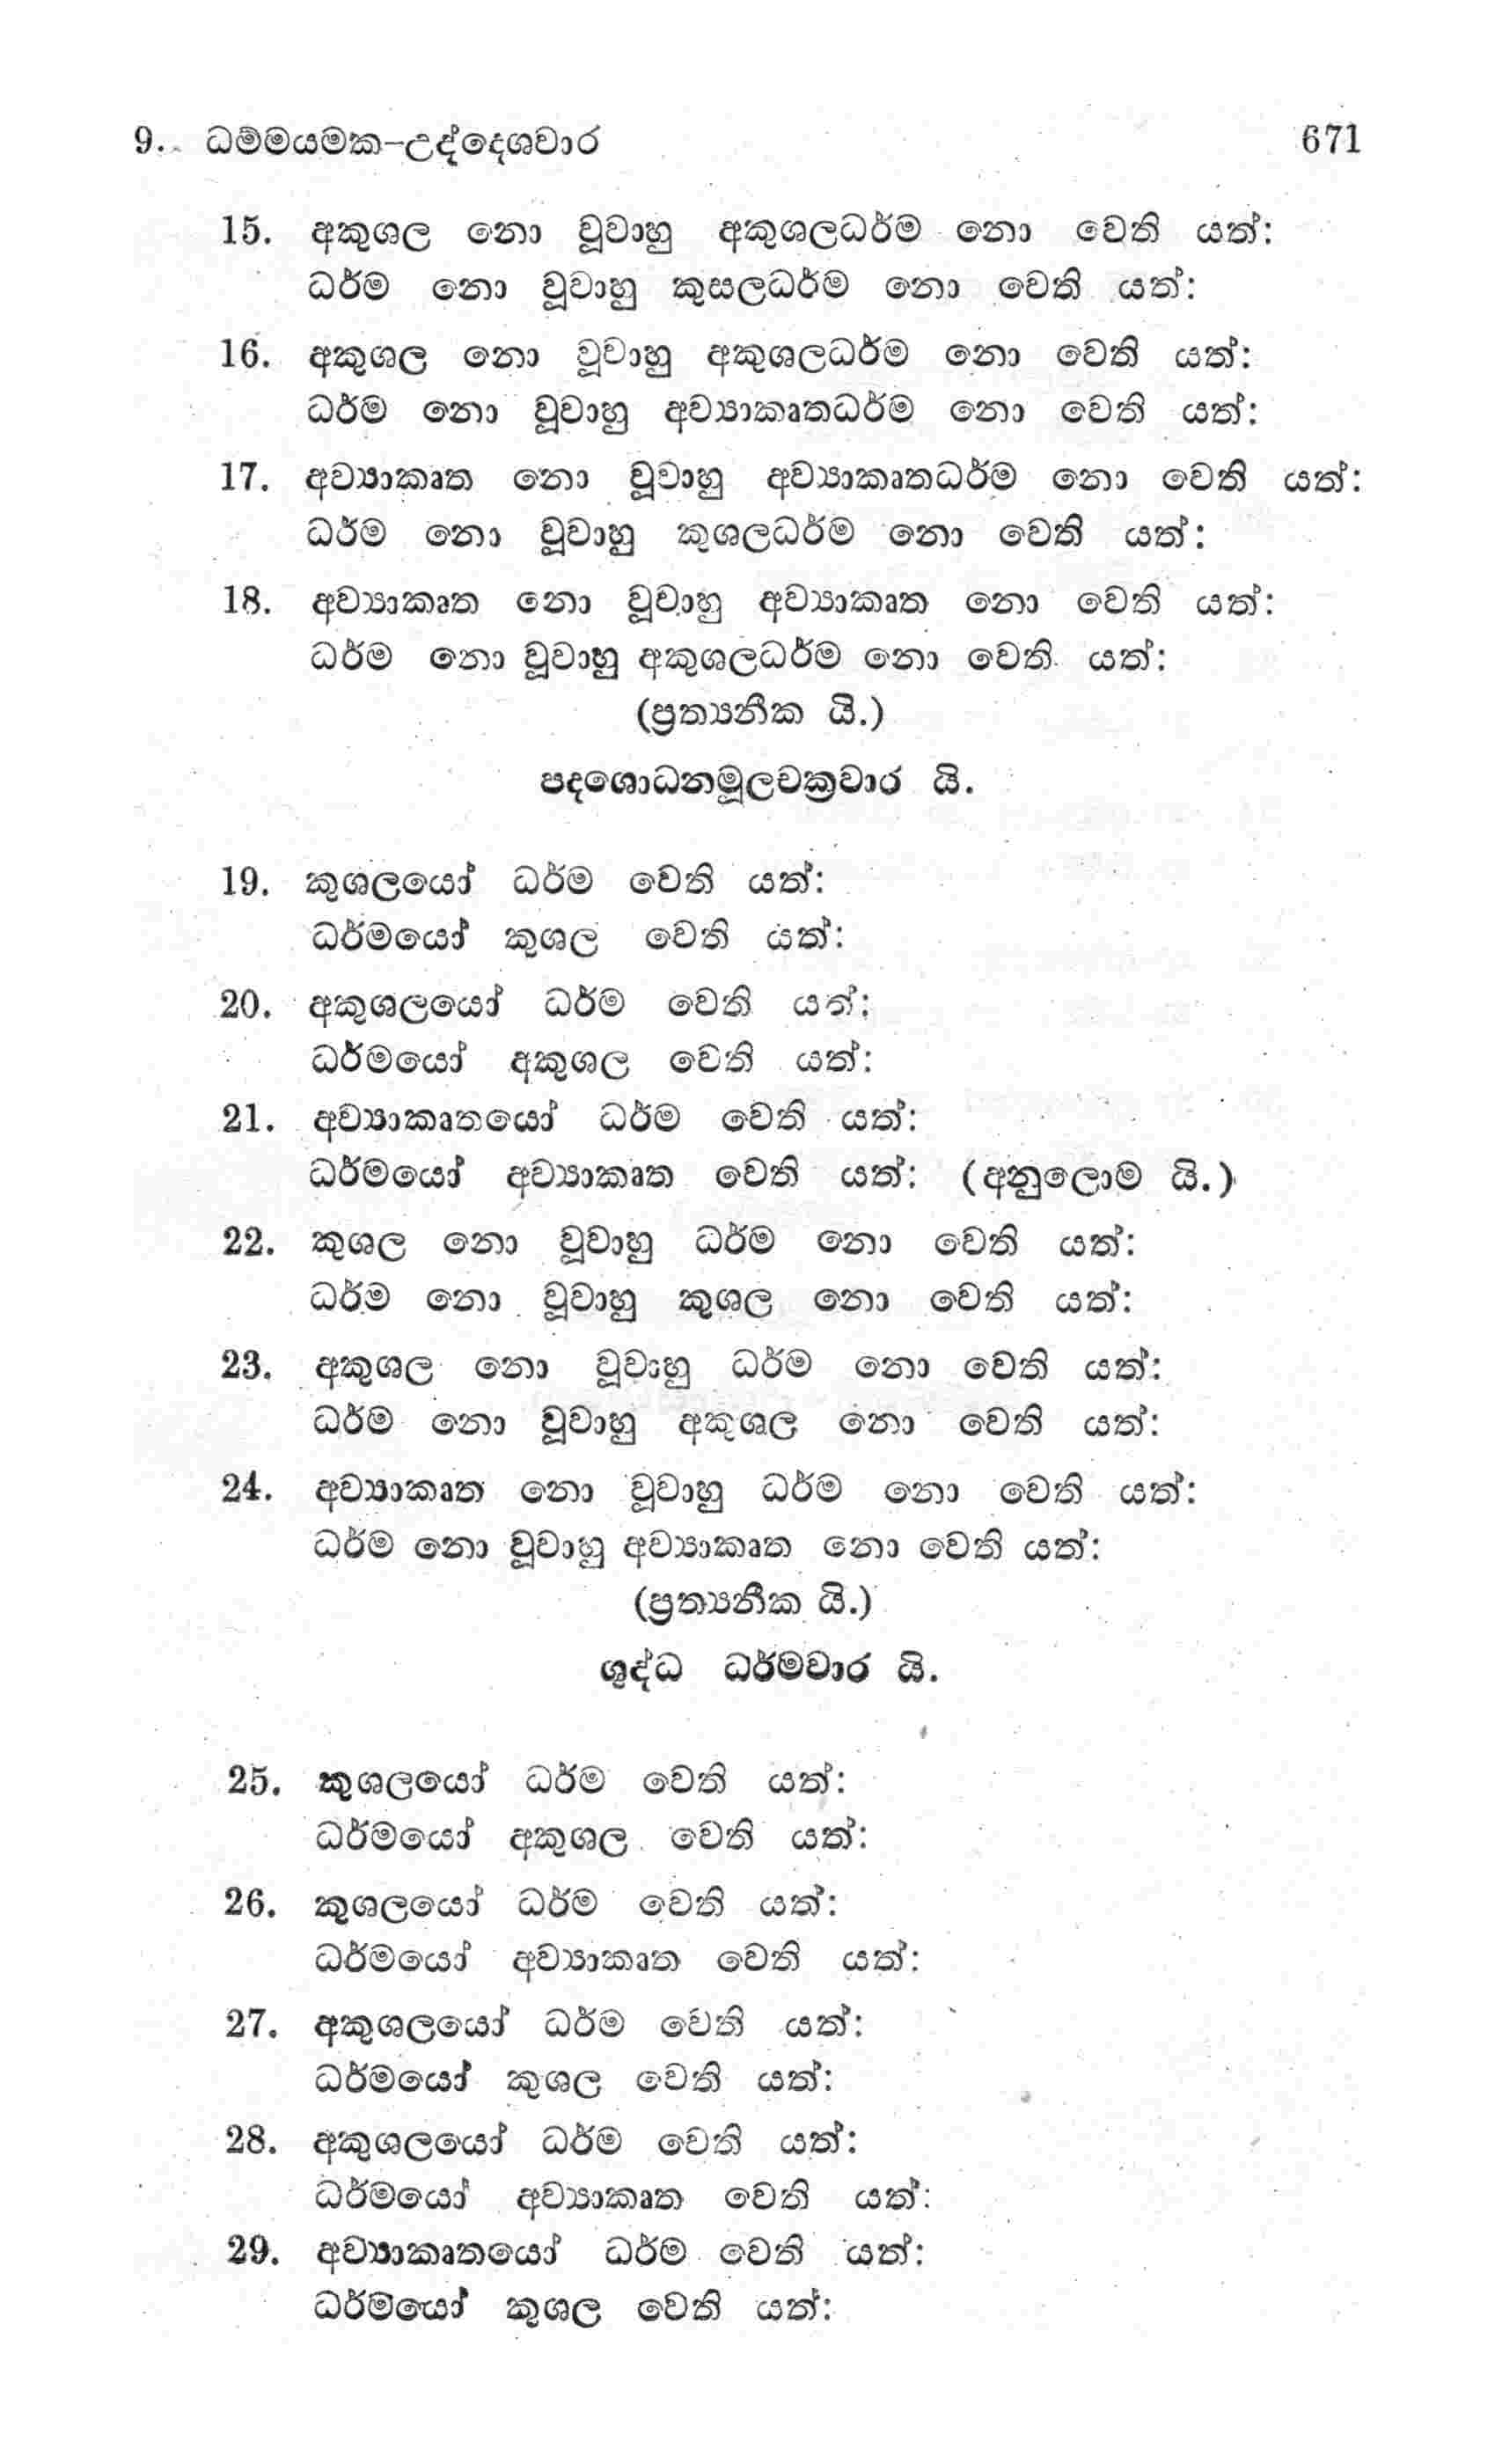 9. ධම්මයමක-උද්දෙශවාර 671
15. අකුශල නො වූවාහු අකුශලධර්ම නො වෙති යත්:
ධර්ම නො වූවාහු කුසලධර්ම නො වෙති යත්:
16. අකුශල නො වූවාහු අකුශලධර්ම නො වෙති යත්:
ධර්ම නො වූවාහු අව්‍යාකෘතධර්ම නො වෙති යත්:
17. අව්‍යාකෘත නො වූවාහු අව්‍යාකෘතධර්ම නො වෙති යත්:
ධර්ම නො වූවාහු කුශලධර්ම නො වෙති යත්:
18. අව්‍යාකෘත නො වූවාහු අව්‍යාකෘත නො වෙති යත්:
ධර්ම නො වූවාහු අකුශලධර්ම නො වෙති යත්:
(ප්‍රත්‍යනීක යි.)
පදශොධනමූලචක්‍රවාර යි.
19. කුශලයෝ ධර්ම වෙති යත්:
ධර්මයෝ කුශල වෙති යත්:
20. අකුශලයෝ ධර්ම වෙති යත්:
ධර්මයෝ අකුශල වෙති යත්:
21. අව්‍යාකෘතයෝ ධර්ම වෙති යත්:
ධර්මයෝ අව්‍යාකෘත වෙති යත්: (අනුලොම යි.)
22. කුශල නො වූවාහු ධර්ම නො වෙති යත්:
ධර්ම නො වූවාහු කුශල නො වෙති යත්:
23. අකුශල නො වූවාහු ධර්ම නො වෙති යත්:
ධර්ම නො වූවාහු අකුශල නො වෙති යත්:
24. අව්‍යාකෘත නො වූවාහු ධර්ම නො වෙති යත්:
ධර්ම නො වූවාහු අව්‍යාකෘත නො වෙති යත්:
(ප්‍රත්‍යනීක යි.)
ශුද්ධ ධර්මවාර යි.
25. කුශලයෝ ධර්ම වෙති යත්:
ධර්මයෝ අකුශල වෙති යත්:
26. කුශලයෝ ධර්ම වෙති යත්:
ධර්මයෝ අව්‍යාකෘත වෙති යත්:
27. අකුශලයෝ ධර්ම වෙති යත්:
ධර්මයෝ කුශල වෙති යත්:
28. අකුශලයෝ ධර්ම වෙති යත්:
ධර්මයෝ අව්‍යාකෘත වෙති යත්:
29. අව්‍යාකෘතයෝ ධර්ම වෙති යත්:
ධර්මයෝ කුශල වෙති යත්: